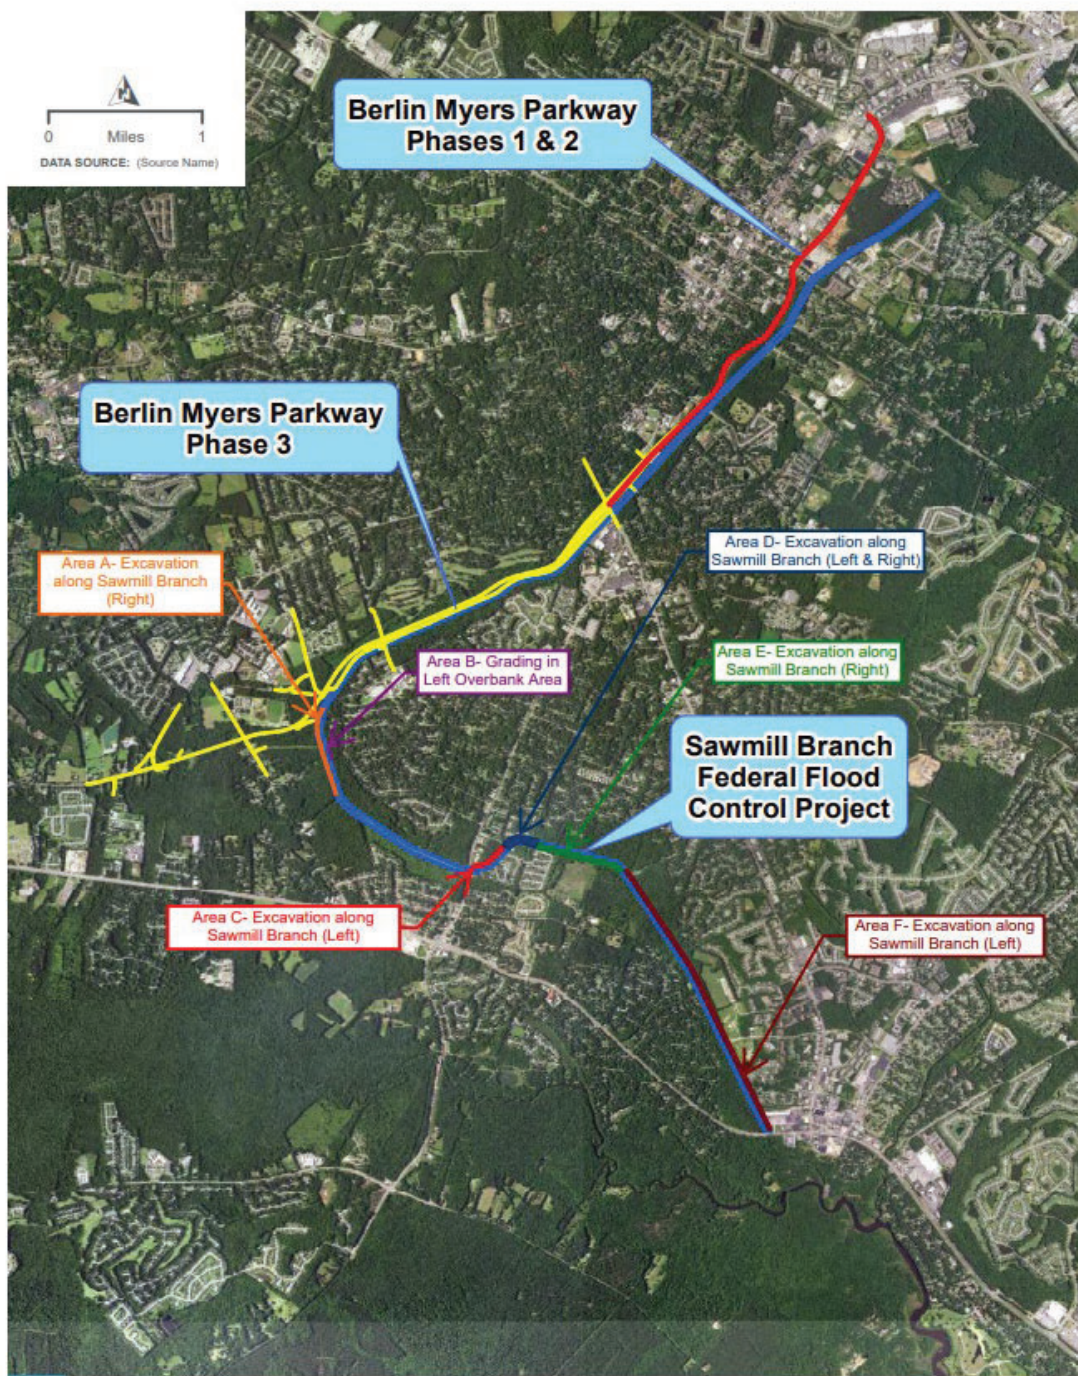 0 Miles 1
DATA SOURCE: (Source Name)
Berlin Myers Parkway
Phases 1 & 2
Berlin Myers Parkway
Phase 3
Area A- Excavation
along Sawmill Branch
(Right)
Area D- Excavation along
Sawmill Branch (Left & Right)
Area B- Grading in
Left Overbank Area
Area E- Excavation along
Sawmill Branch (Right)
Sawmill Branch
Federal Flood
Control Project
Area C- Excavation along
Sawmill Branch (Left)
Area F- Excavation along
Sawmill Branch (Left)